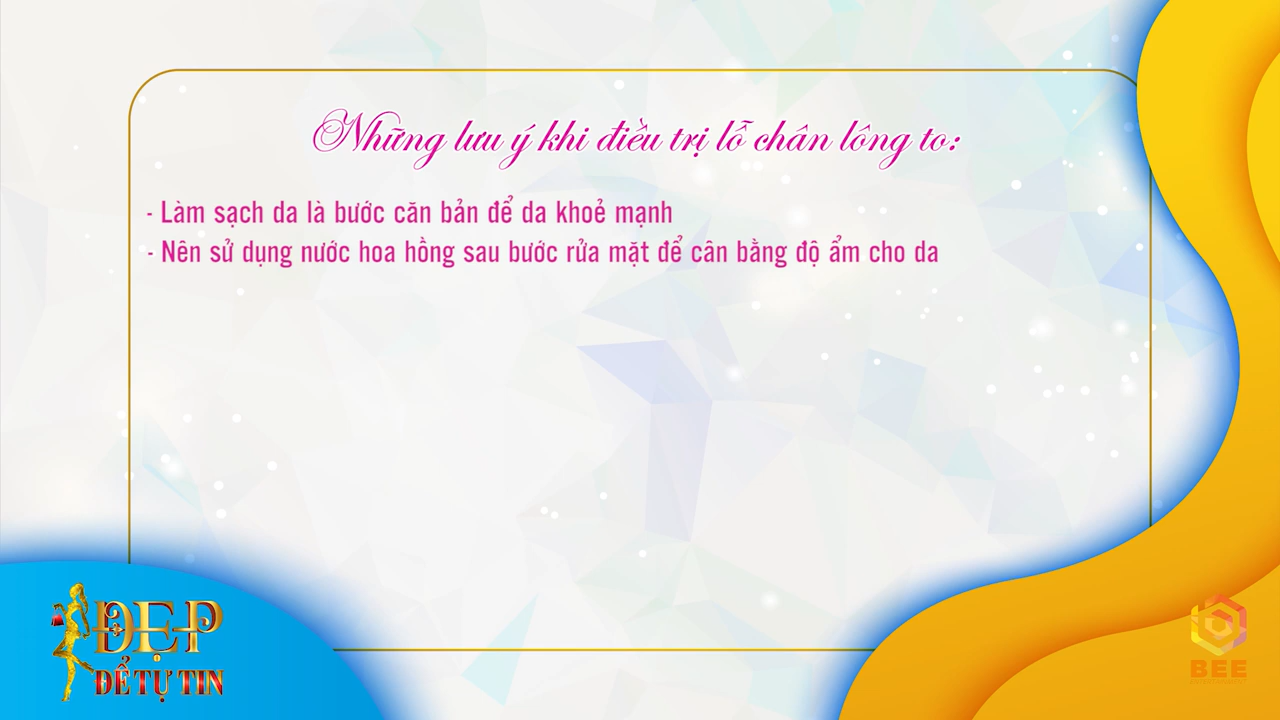 Những lưu ý khi điều trị lỗ chân lông to:
- Làm sạch da là bước căn bản để da khoẻ mạnh
- Nên sử dụng nước hoa hồng sau bước rửa mặt để cân bằng độ ẩm cho da
ĐẸP
ĐỂ TỰ TIN
BEE